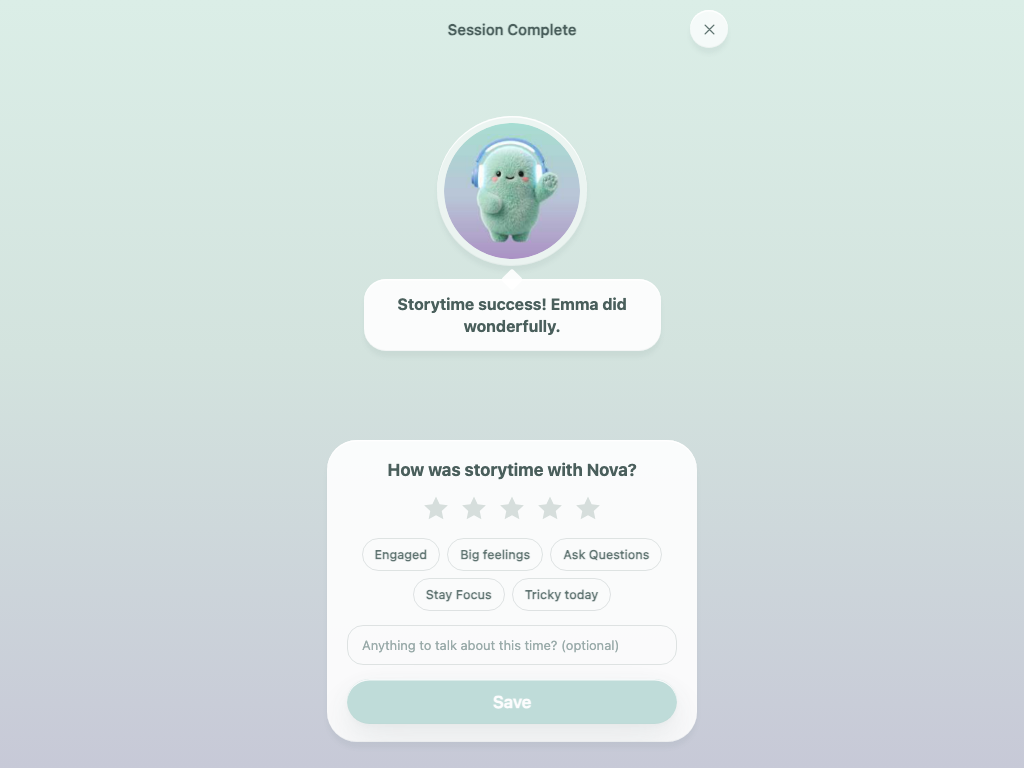 Session Complete
Storytime success! Emma did
wonderfully.
How was storytime with Nova?
Engaged
Big feelings
Ask Questions
Stay Focus
Tricky today
Anything to talk about this time? (optional)
Save